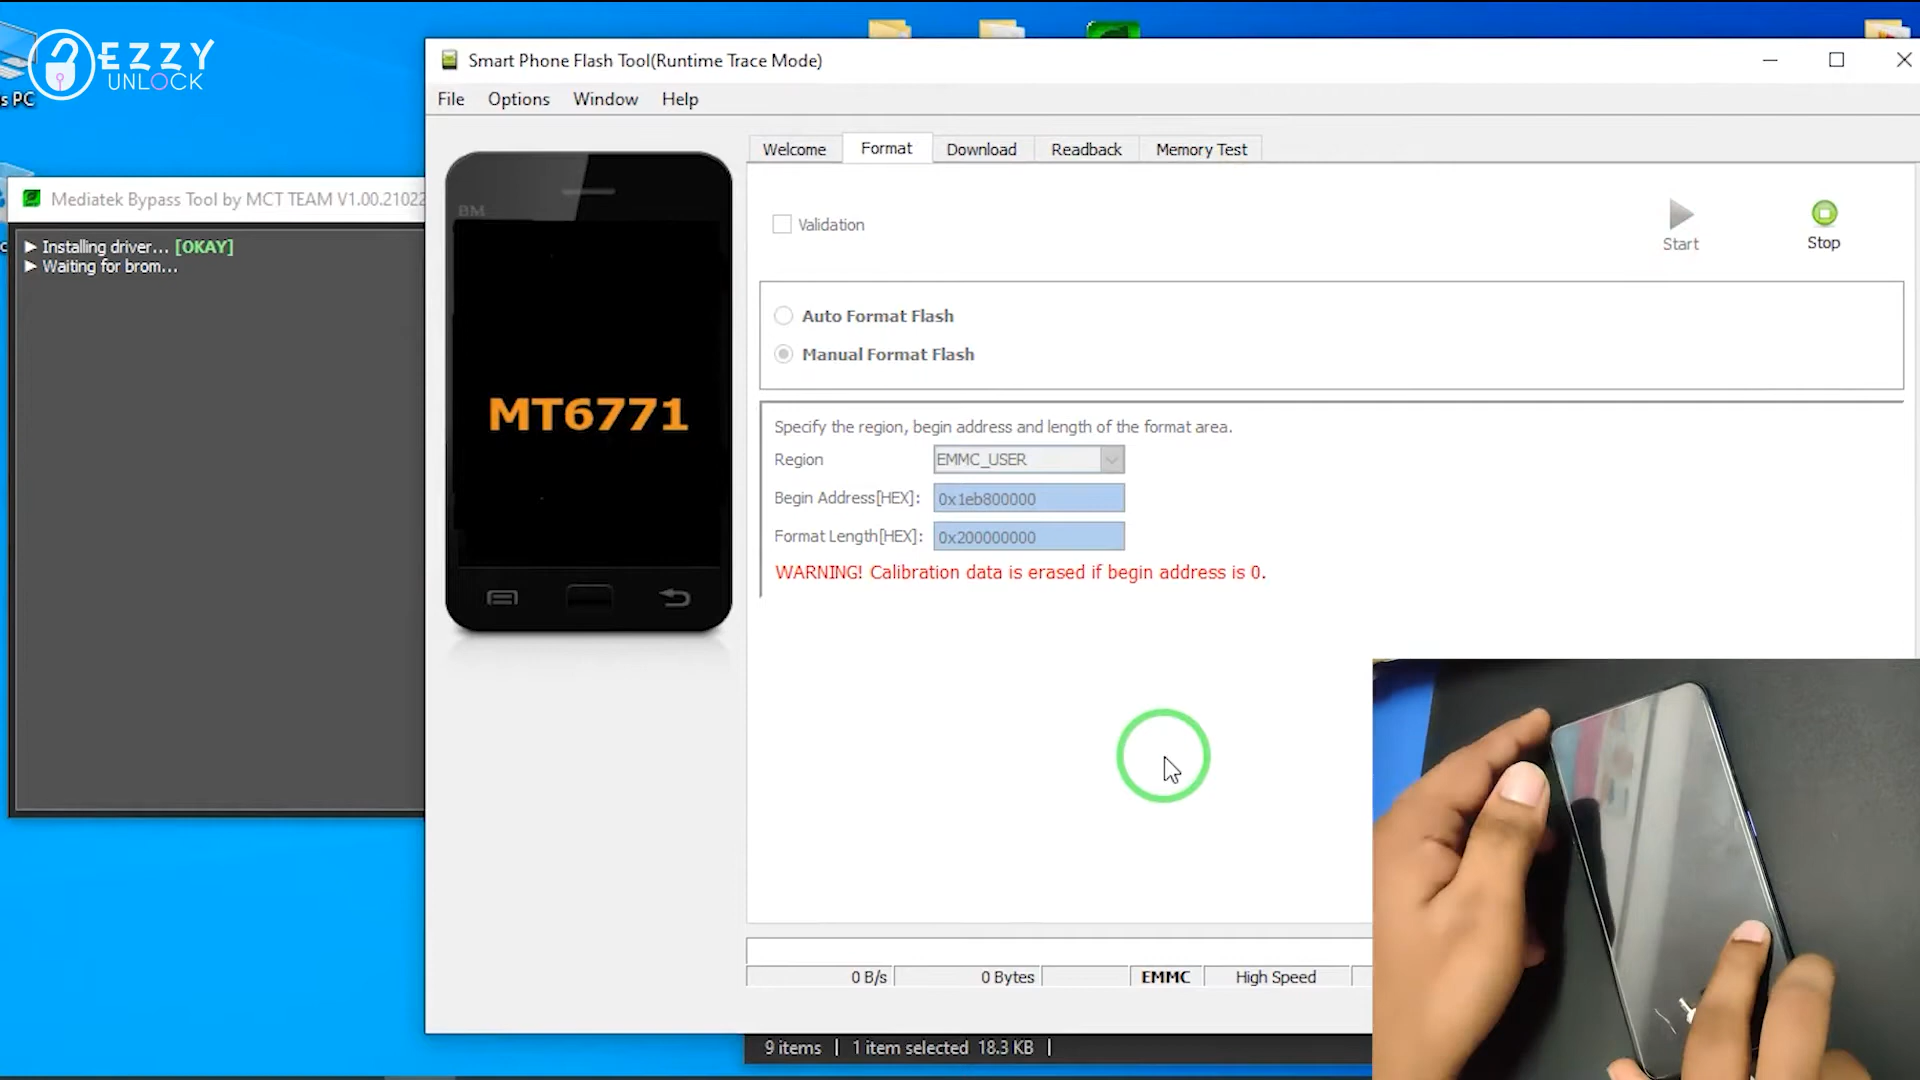 EZZY
UNLOCK
s PC
Smart Phone Flash Tool(Runtime Trace Mode)
File Options Window Help
Welcome Format Download Readback Memory Test
Mediatek Bypass Tool by MCT TEAM V1.00.21022
► Installing driver... [OKAY]
► Waiting for brom...
BM
MT6771
Validation
Start
Stop
Auto Format Flash
Manual Format Flash
Specify the region, begin address and length of the format area.
Region EMMC_USER
Begin Address[HEX]: 0x1eb800000
Format Length[HEX]: 0x200000000
WARNING! Calibration data is erased if begin address is 0.
0 B/s 0 Bytes EMMC High Speed
9 items | 1 item selected 18.3 KB |